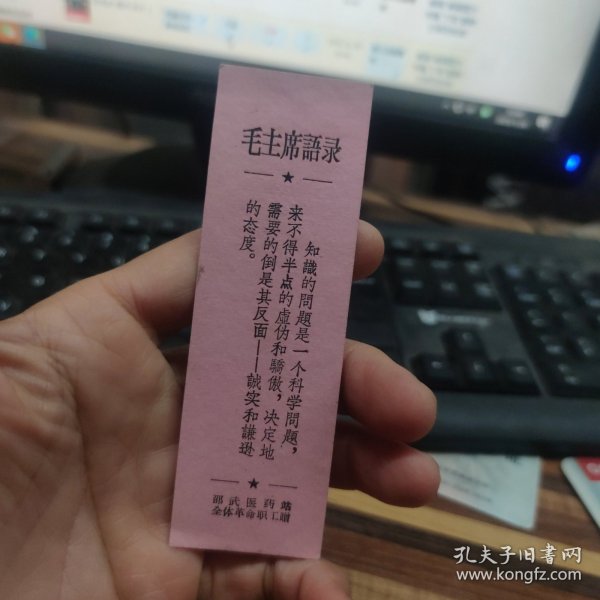 毛主席語录
知識的問題是一个科学問題，
来不得半点的虛伪和驕傲，决定地
需要的倒是其反面——誠实和謙逊
的态度。
邵武医药站
全体革命职工贈
孔夫子旧书网
www.kongfz.com